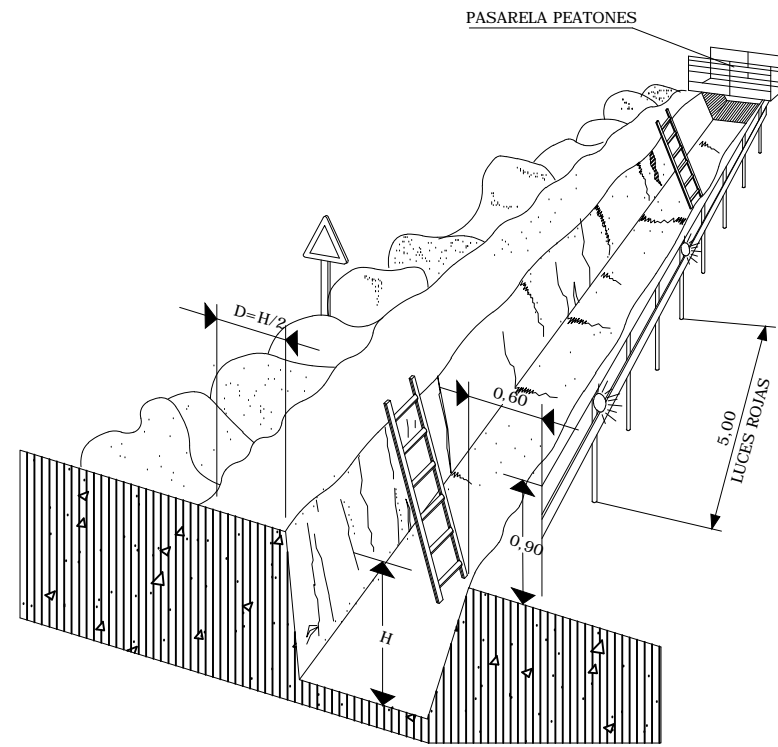 PASARELA PEATONES
D=H/2
0,60
5,00
LUCES ROJAS
0,90
H